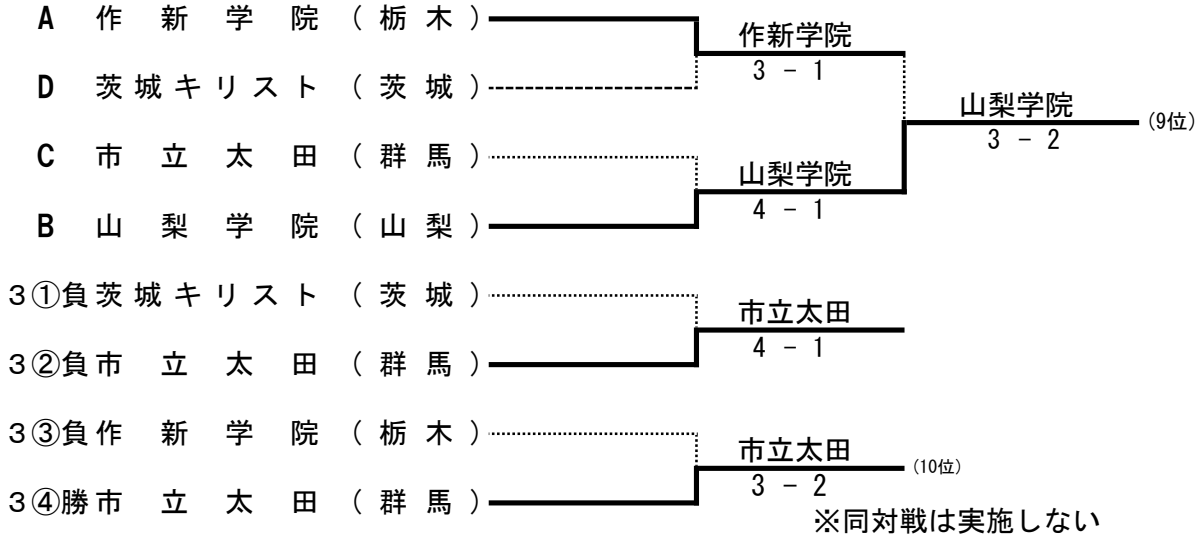 A 作新学院(栃木)
作新学院
3 - 1
D 茨城キリスト(茨城)
山梨学院 (9位)
3 - 2
C 市立太田(群馬)
山梨学院
4 - 1
B 山梨学院(山梨)
3①負 茨城キリスト(茨城)
市立太田
4 - 1
3②負 市立太田(群馬)
3③負 作新学院(栃木)
市立太田 (10位)
3 - 2
3④勝 市立太田(群馬)
※同対戦は実施しない